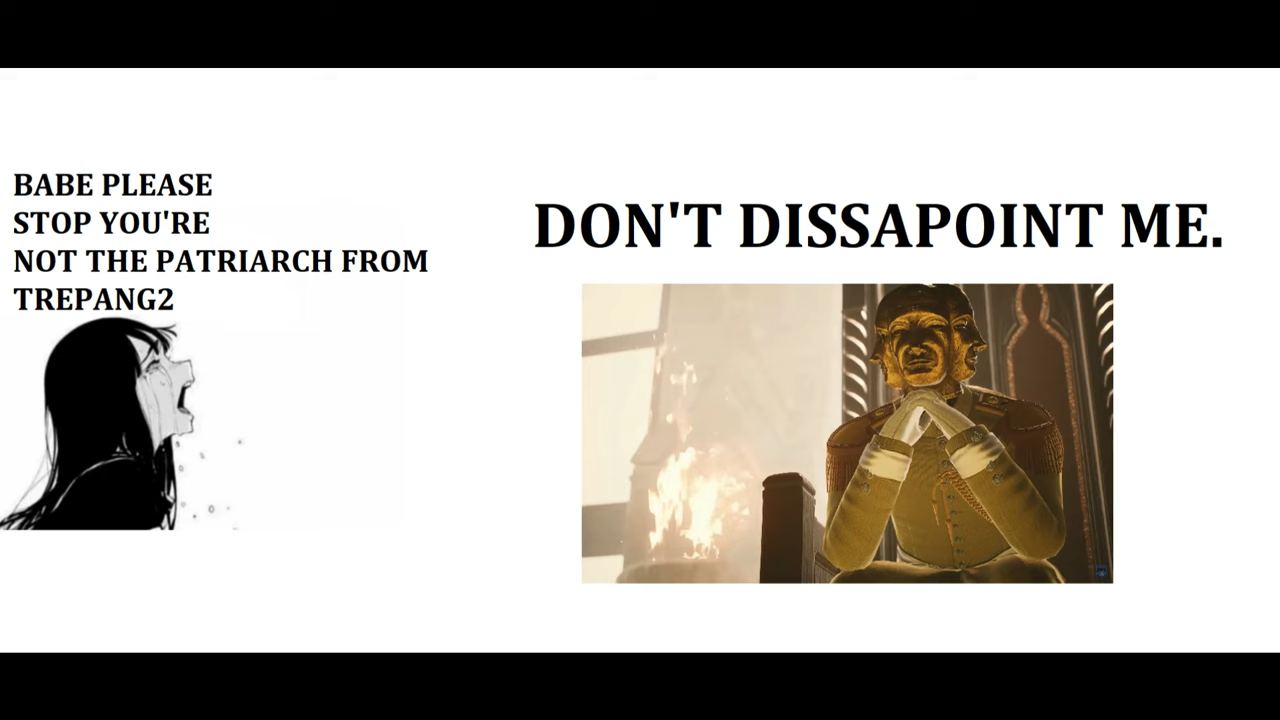 BABE PLEASE
STOP YOU'RE
NOT THE PATRIARCH FROM
TREPANG2
DON'T DISSAPOINT ME.